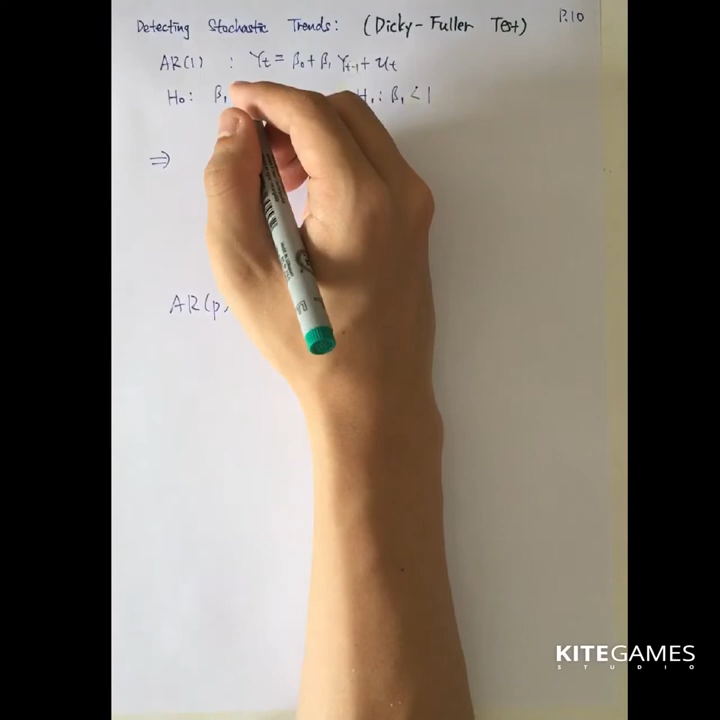 Detecting Stochastic Trends: (Dicky-Fuller Test) P.10
AR(1) : Yt = β0 + β1 Yt-1 + ut
H0: β1 H1: β1 < 1
⇒
AR(p
KITEGAMES
STUDIO